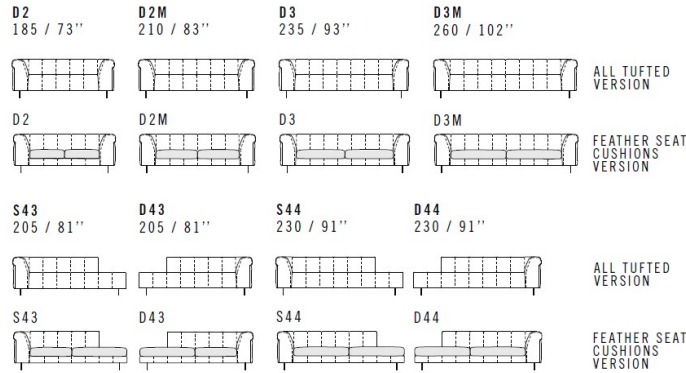 D2 D2M D3 D3M
185 / 73’’ 210 / 83’’ 235 / 93’’ 260 / 102’’
ALL TUFTED
VERSION
D2 D2M D3 D3M
FEATHER SEAT
CUSHIONS
VERSION
S43 D43 S44 D44
205 / 81’’ 205 / 81’’ 230 / 91’’ 230 / 91’’
ALL TUFTED
VERSION
S43 D43 S44 D44
FEATHER SEAT
CUSHIONS
VERSION